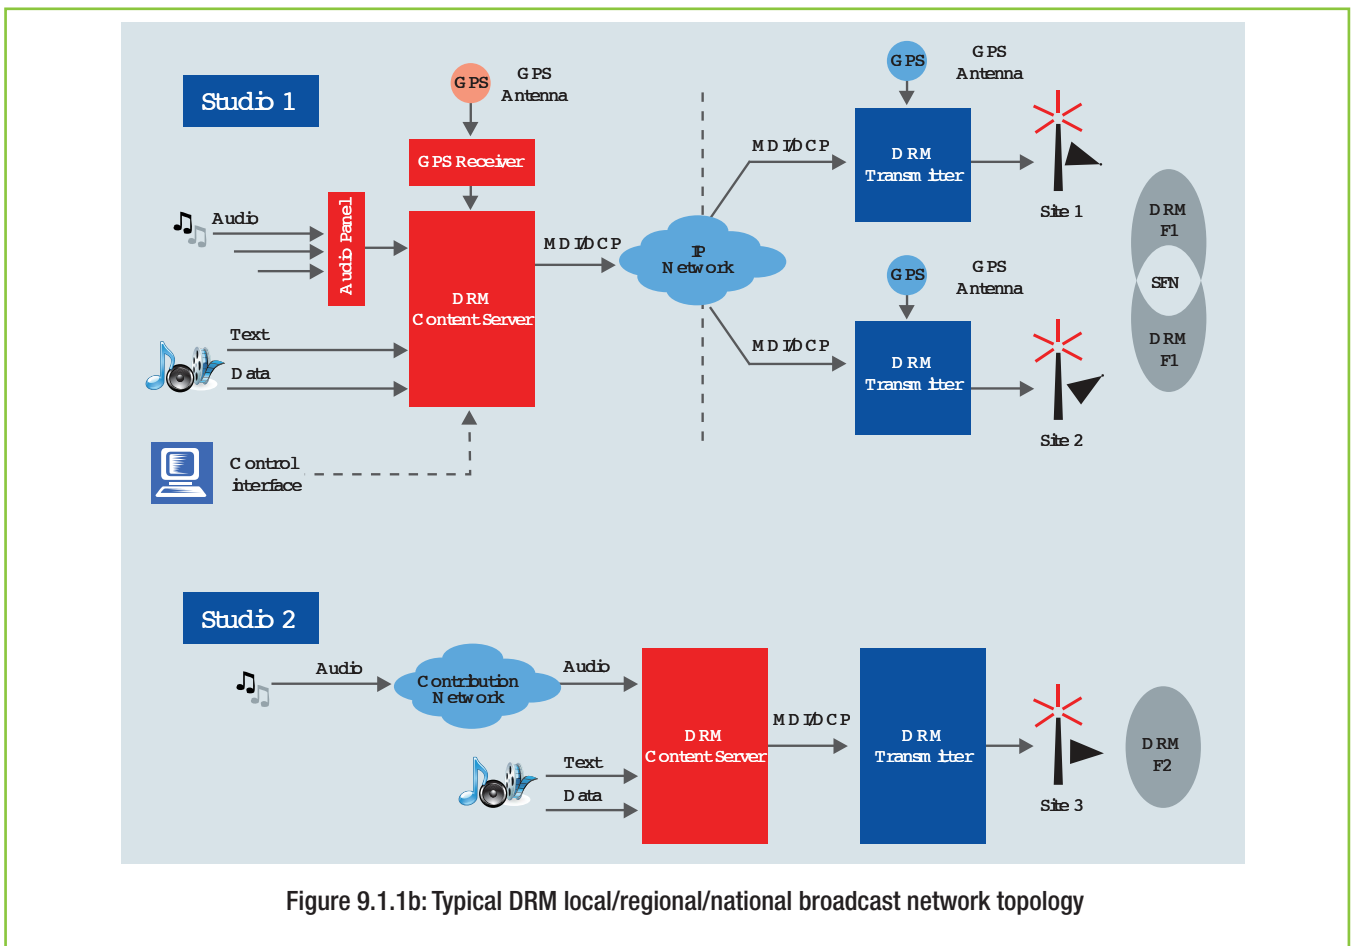 Studio 1
GPS
GPS
Antenna
GPS Receiver
Audio
Audio Panel
MDI/DCP
DRM
Content Server
Text
Data
Control
interface
IP
Network
MDI/DCP
GPS
GPS
Antenna
DRM
Transmitter
Site 1
MDI/DCP
GPS
GPS
Antenna
DRM
Transmitter
Site 2
DRM
F1
SFN
DRM
F1
Studio 2
Audio
Contribution
Network
Audio
Text
Data
DRM
Content Server
MDI/DCP
DRM
Transmitter
Site 3
DRM
F2
Figure 9.1.1b: Typical DRM local/regional/national broadcast network topology